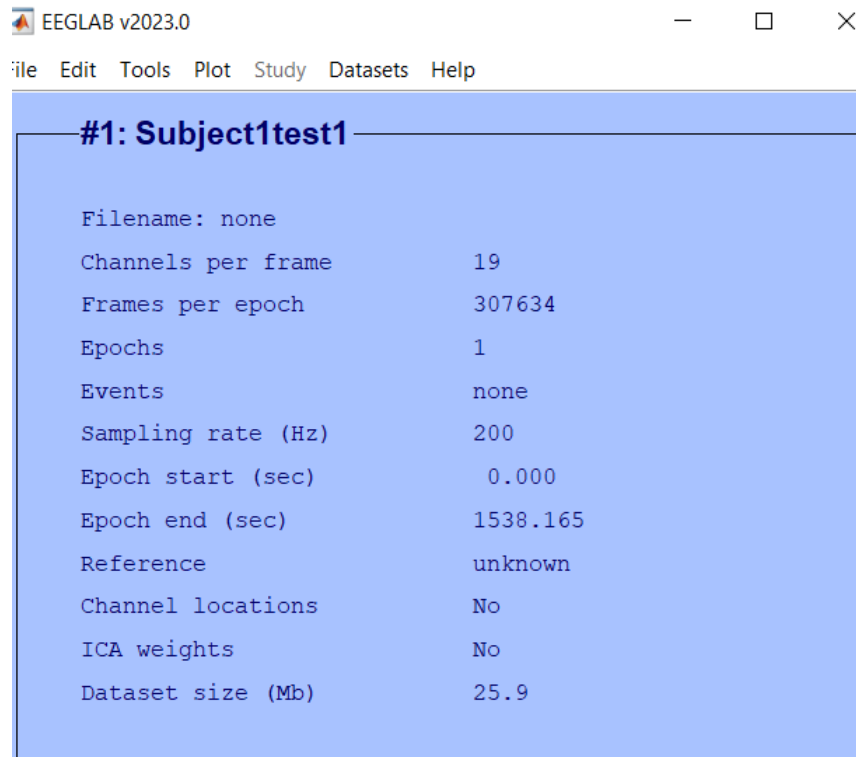 EEGLAB v2023.0
File Edit Tools Plot Study Datasets Help
#1: Subject1test1
Filename: none
Channels per frame 19
Frames per epoch 307634
Epochs 1
Events none
Sampling rate (Hz) 200
Epoch start (sec) 0.000
Epoch end (sec) 1538.165
Reference unknown
Channel locations No
ICA weights No
Dataset size (Mb) 25.9